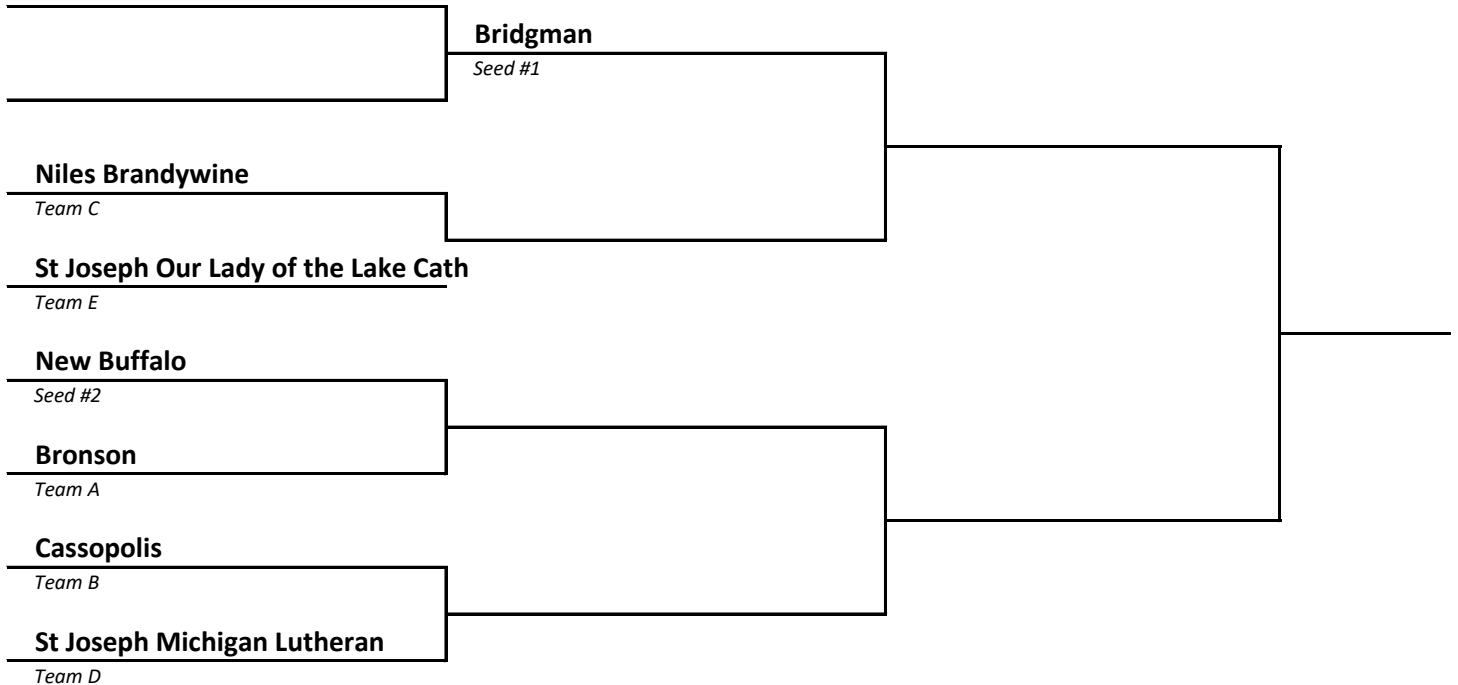 Bridgman
Seed #1
Niles Brandywine
Team C
St Joseph Our Lady of the Lake Cath
Team E
New Buffalo
Seed #2
Bronson
Team A
Cassopolis
Team B
St Joseph Michigan Lutheran
Team D